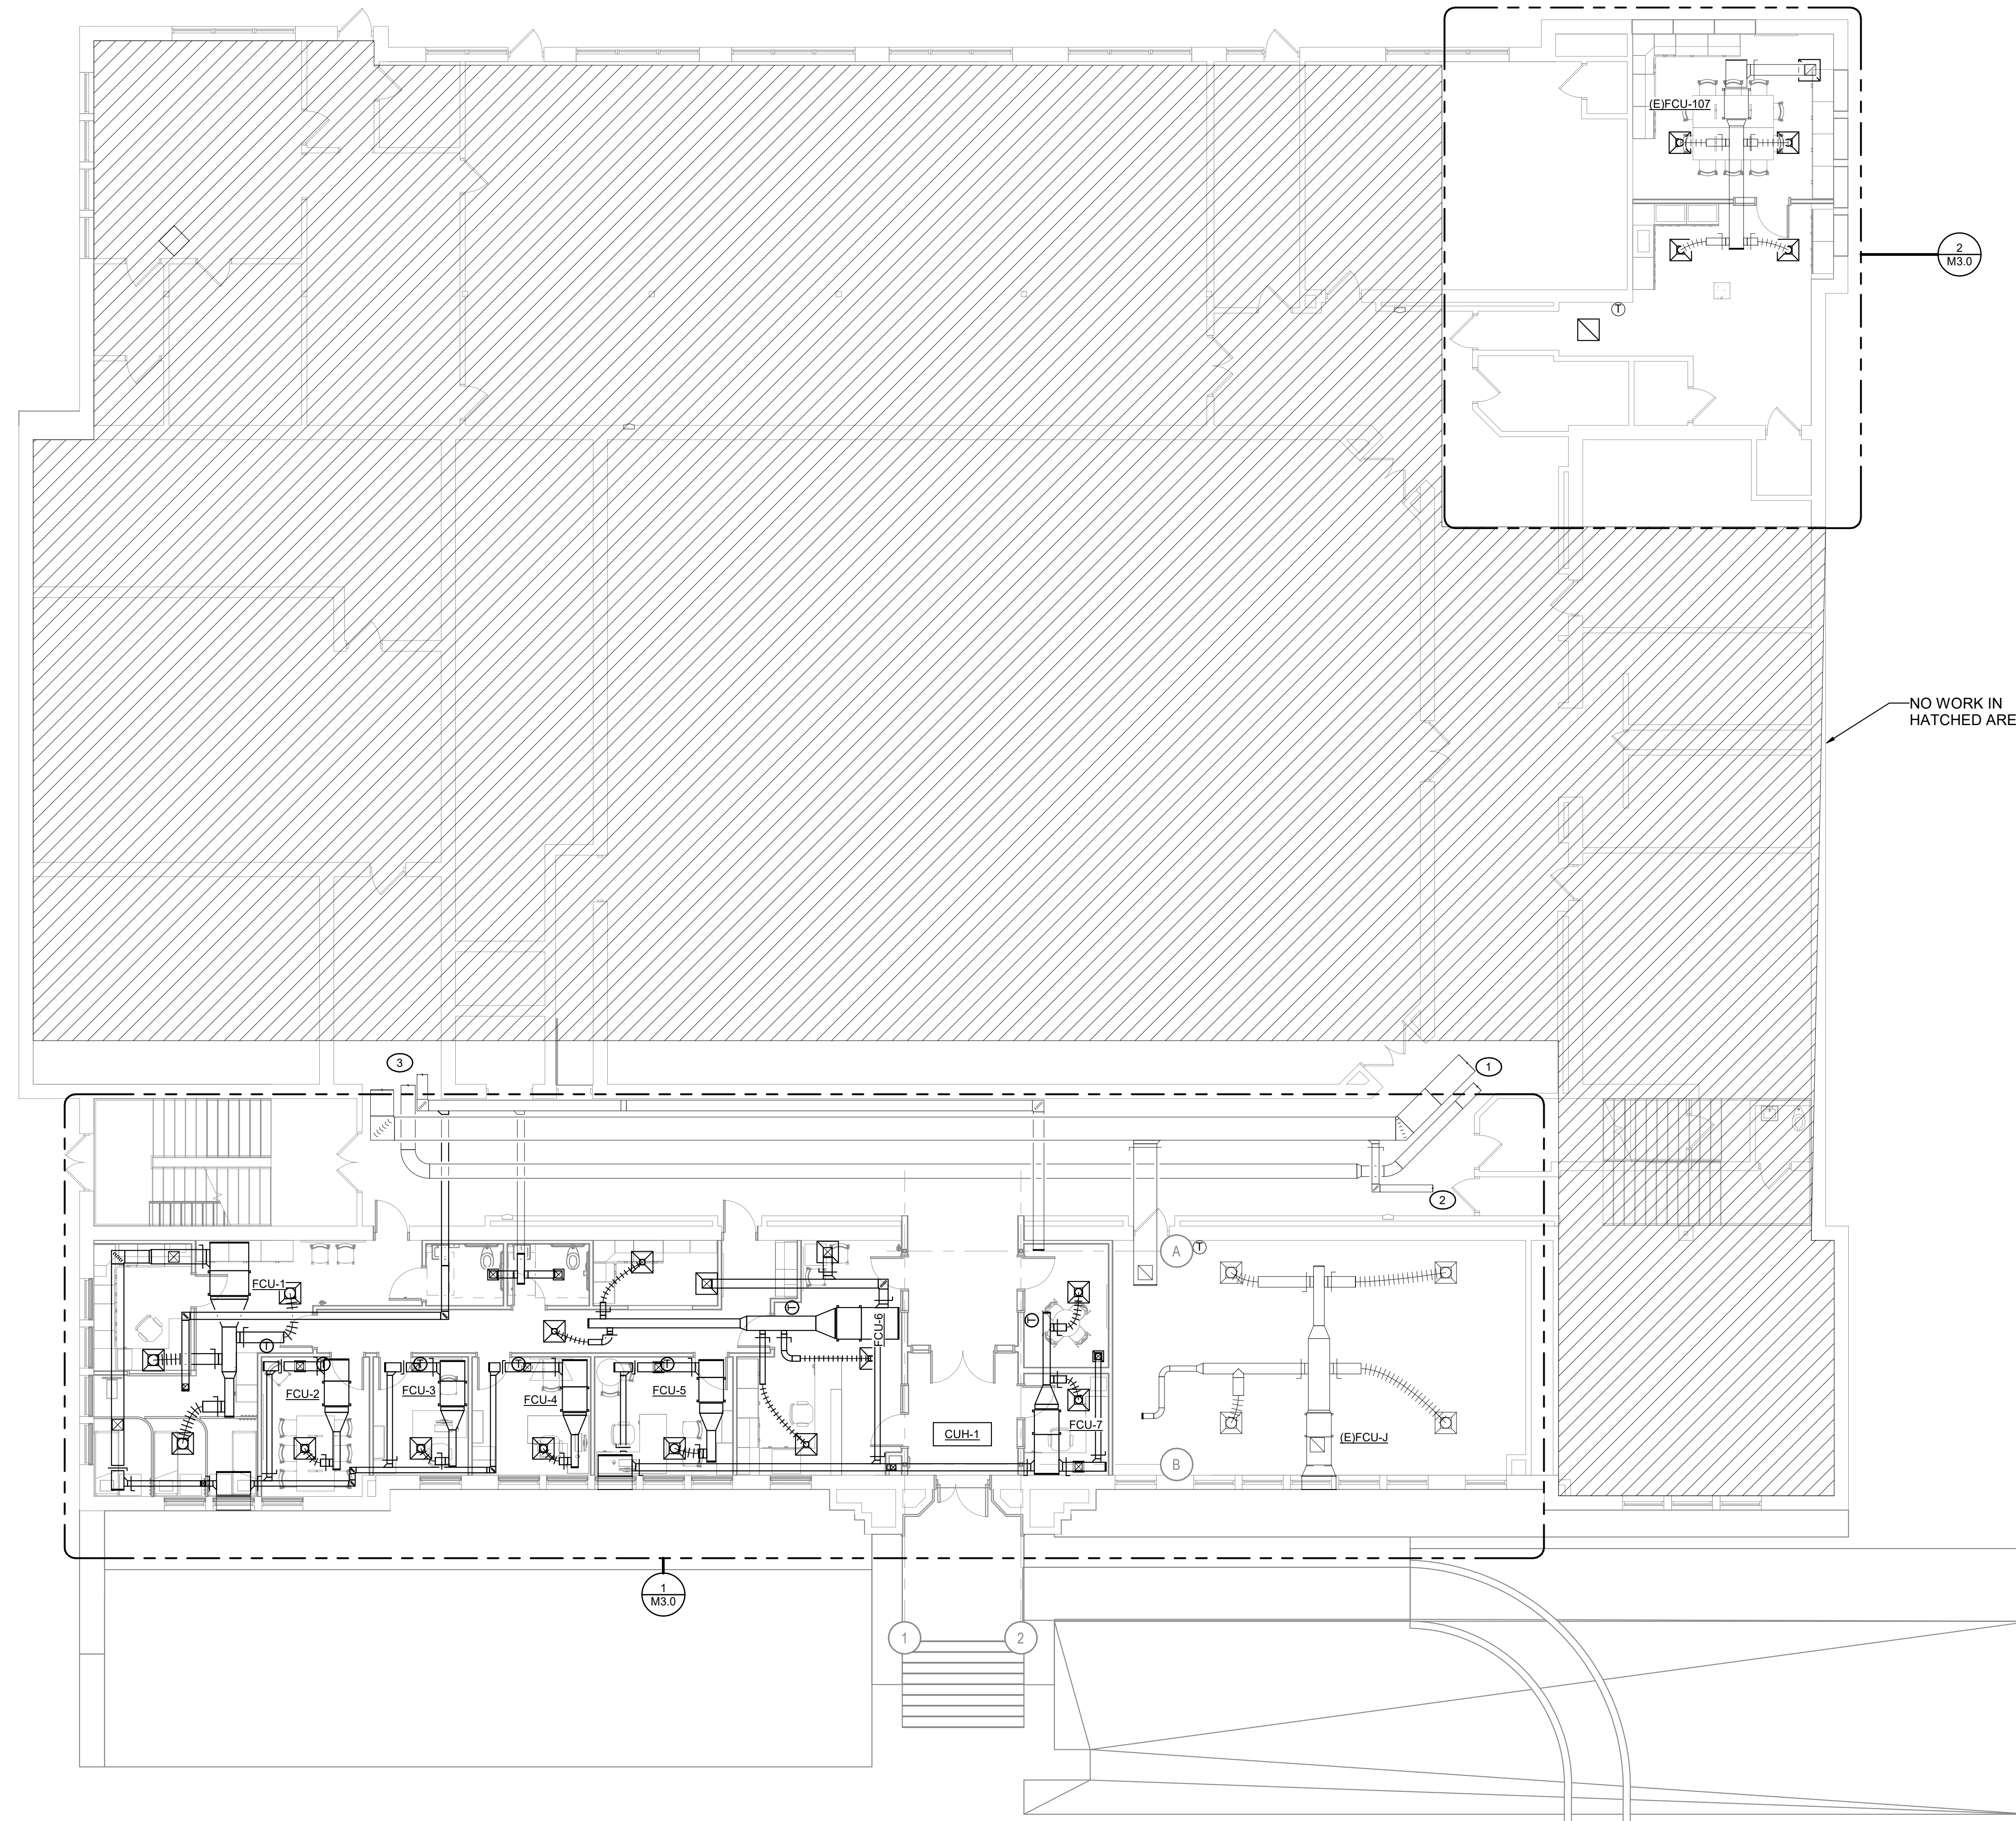 (E)FCU-107
2
M3.0
T
NO WORK IN
HATCHED ARE
3
1
2
A
T
FCU-1
T
FCU-6
T
T
FCU-2
T
FCU-3
T
FCU-4
T
FCU-5
T
FCU-7
CUH-1
(E)FCU-J
B
1
M3.0
1
2